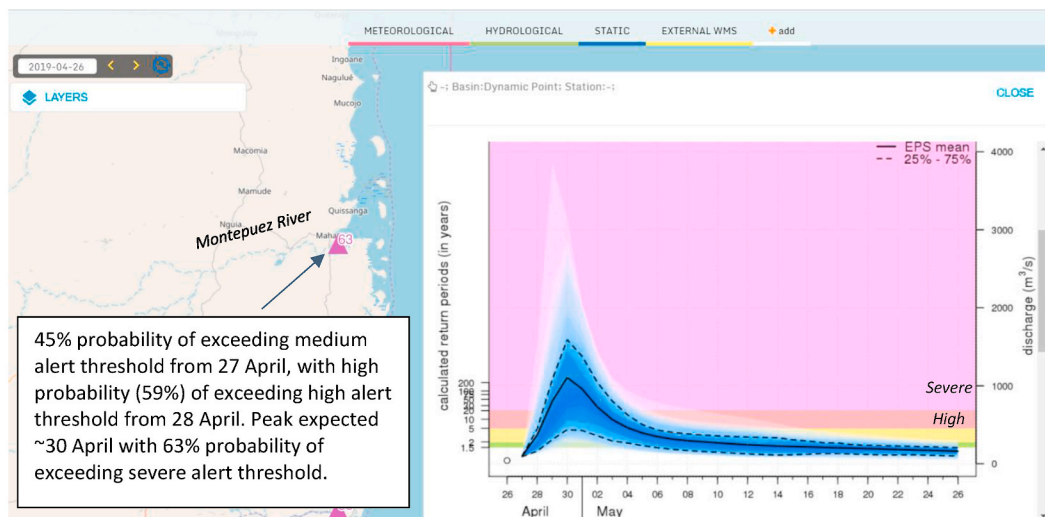 METEOROLOGICAL HYDROLOGICAL STATIC EXTERNAL WMS + add
2019-04-26 < >
LAYERS
Ingoane
Nagulué
Mucojo
Macomia
Mamude
Quissanga
Nguia
Montepuez River
Maha
63
-; Basin:Dynamic Point; Station:-;
CLOSE
EPS mean
25% - 75%
calculated return periods (in years)
200
20
10
5
2
1.5
4000
3000
2000
1000
0
discharge (m³/s)
Severe
High
26 28 30 02 04 06 08 10 12 14 16 18 20 22 24 26
April May
45% probability of exceeding medium
alert threshold from 27 April, with high
probability (59%) of exceeding high alert
threshold from 28 April. Peak expected
~30 April with 63% probability of
exceeding severe alert threshold.